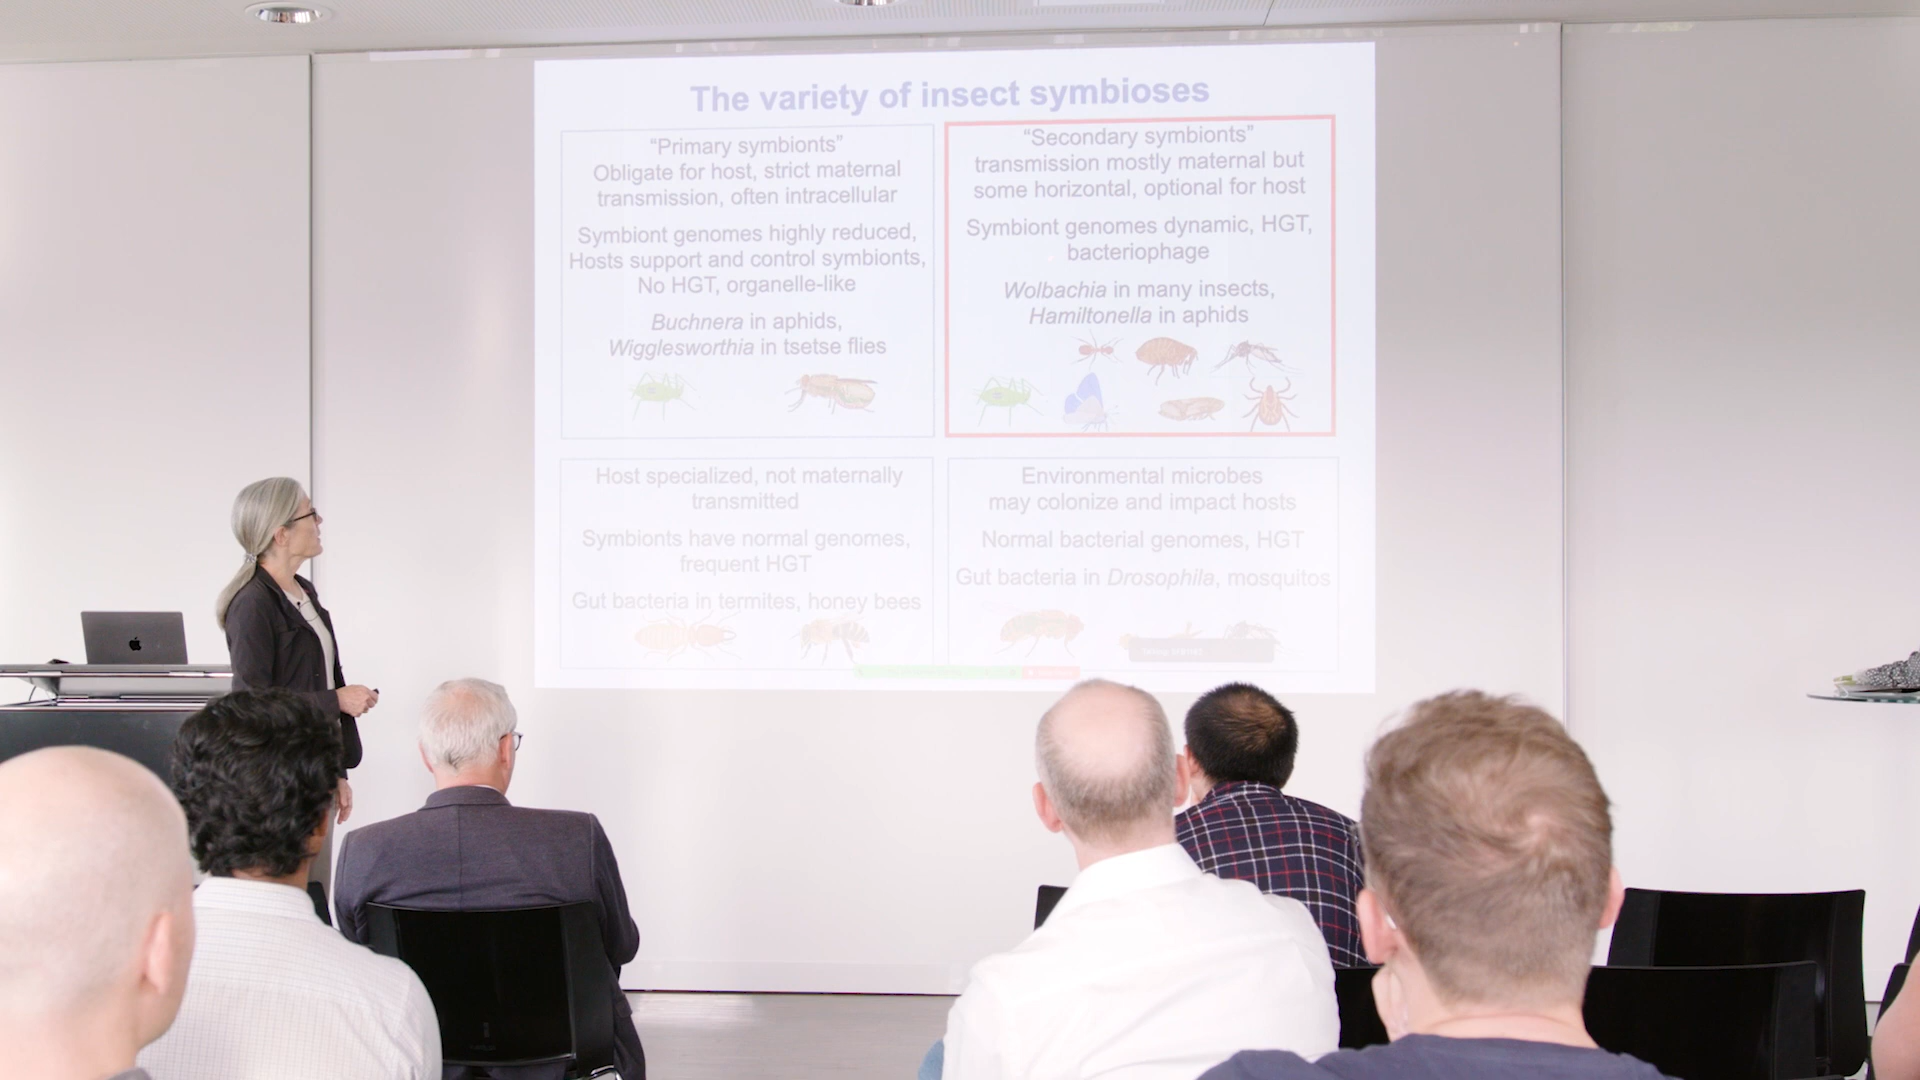 The variety of insect symbioses
“Primary symbionts”
Obligate for host, strict maternal
transmission, often intracellular
Symbiont genomes highly reduced,
Hosts support and control symbionts,
No HGT, organelle-like
Buchnera in aphids,
Wigglesworthia in tsetse flies
“Secondary symbionts”
transmission mostly maternal but
some horizontal, optional for host
Symbiont genomes dynamic, HGT,
bacteriophage
Wolbachia in many insects,
Hamiltonella in aphids
Host specialized, not maternally
transmitted
Symbionts have normal genomes,
frequent HGT
Gut bacteria in termites, honey bees
Environmental microbes
may colonize and impact hosts
Normal bacterial genomes, HGT
Gut bacteria in Drosophila, mosquitos